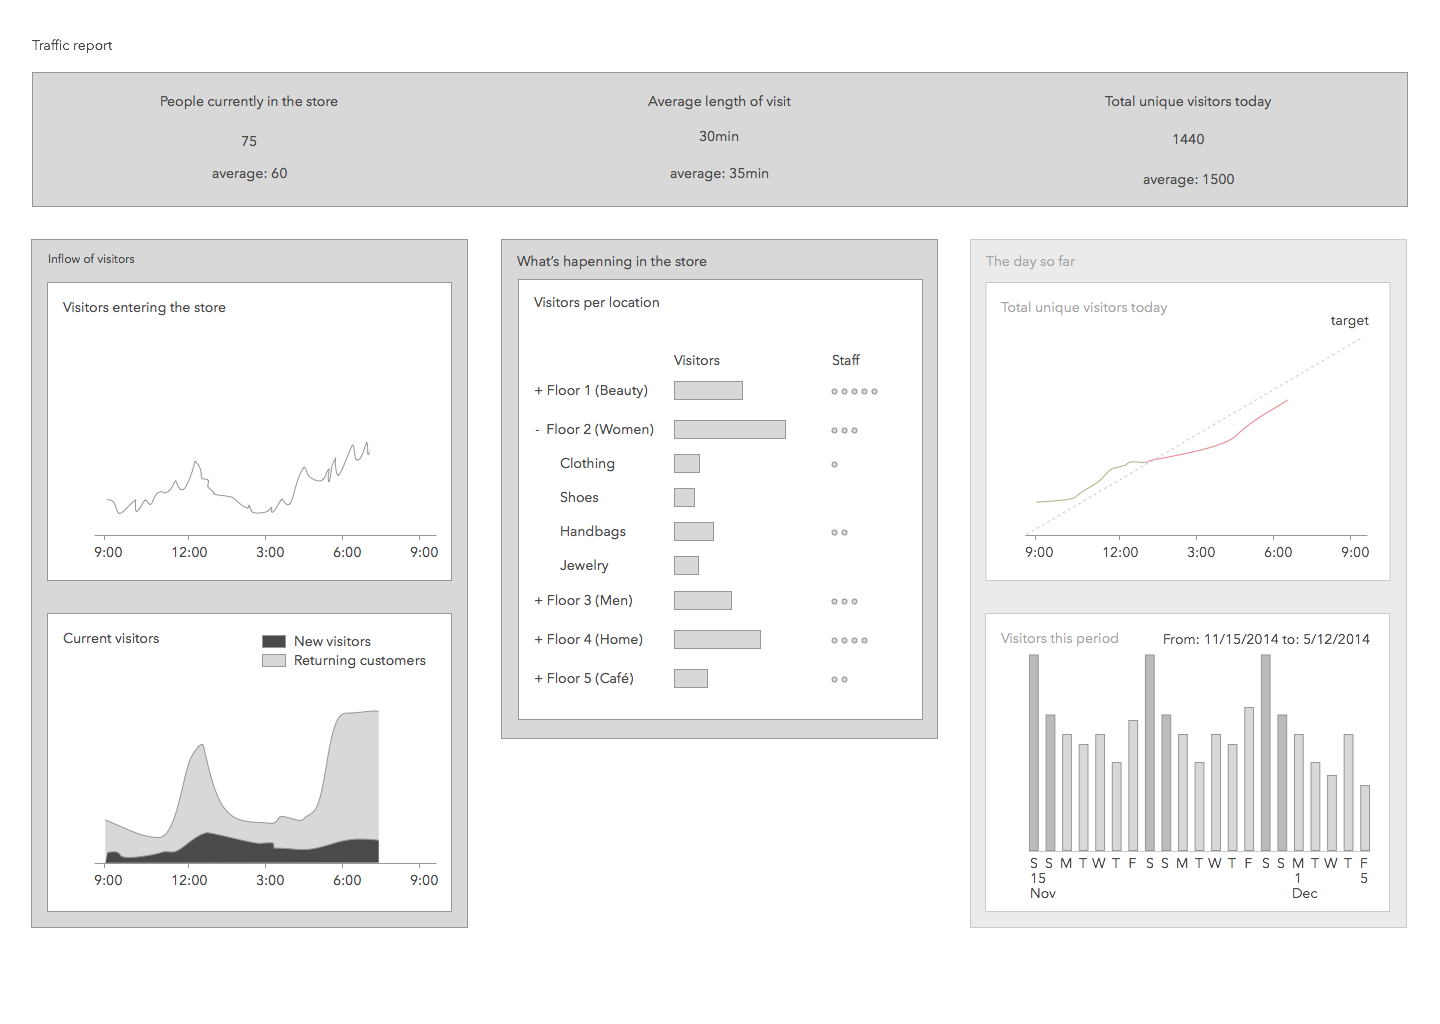 Traffic report
People currently in the store
75
average: 60
Average length of visit
30min
average: 35min
Total unique visitors today
1440
average: 1500
Inflow of visitors
Visitors entering the store
9:00 12:00 3:00 6:00 9:00
Current visitors
New visitors
Returning customers
9:00 12:00 3:00 6:00 9:00
What's hapenning in the store
Visitors per location
Visitors Staff
+ Floor 1 (Beauty)
- Floor 2 (Women)
Clothing
Shoes
Handbags
Jewelry
+ Floor 3 (Men)
+ Floor 4 (Home)
+ Floor 5 (Café)
The day so far
Total unique visitors today
target
9:00 12:00 3:00 6:00 9:00
Visitors this period From: 11/15/2014 to: 5/12/2014
S S M T W T F S S M T W T F S S M T W T F
15 1 5
Nov Dec